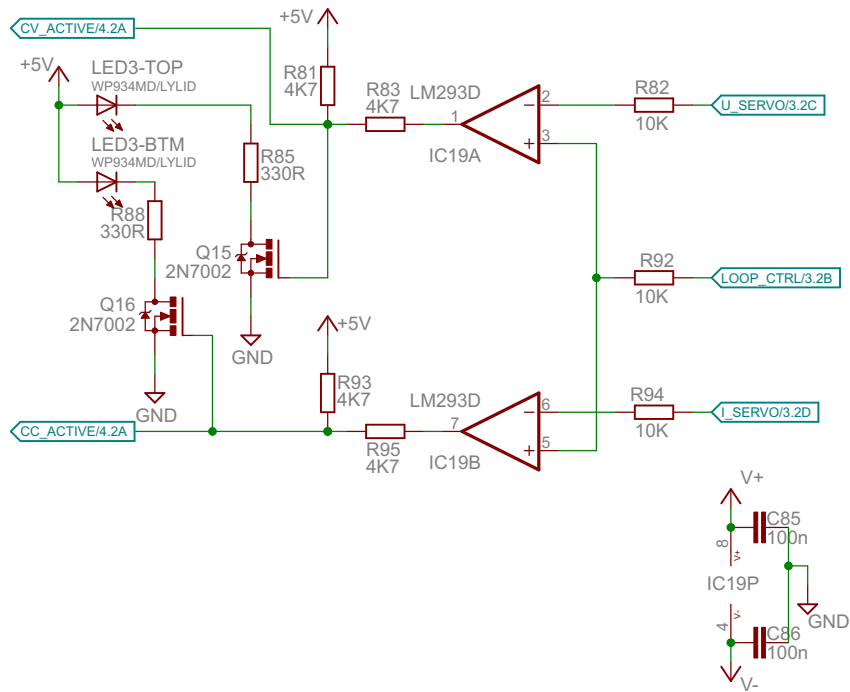 CV_ACTIVE/4.2A
+5V
+5V
LED3-TOP
WP934MD/LYLID
R81
4K7
R83
4K7
LM293D
1
2
3
IC19A
R82
10K
U_SERVO/3.2C
LED3-BTM
WP934MD/LYLID
R85
330R
R88
330R
Q15
2N7002
R92
10K
LOOP_CTRL/3.2B
Q16
2N7002
GND
+5V
GND
R93
4K7
LM293D
R94
10K
I_SERVO/3.2D
CC_ACTIVE/4.2A
R95
4K7
7
6
5
IC19B
V+
C85
100n
8
V+
IC19P
GND
4
V-
C86
100n
V-